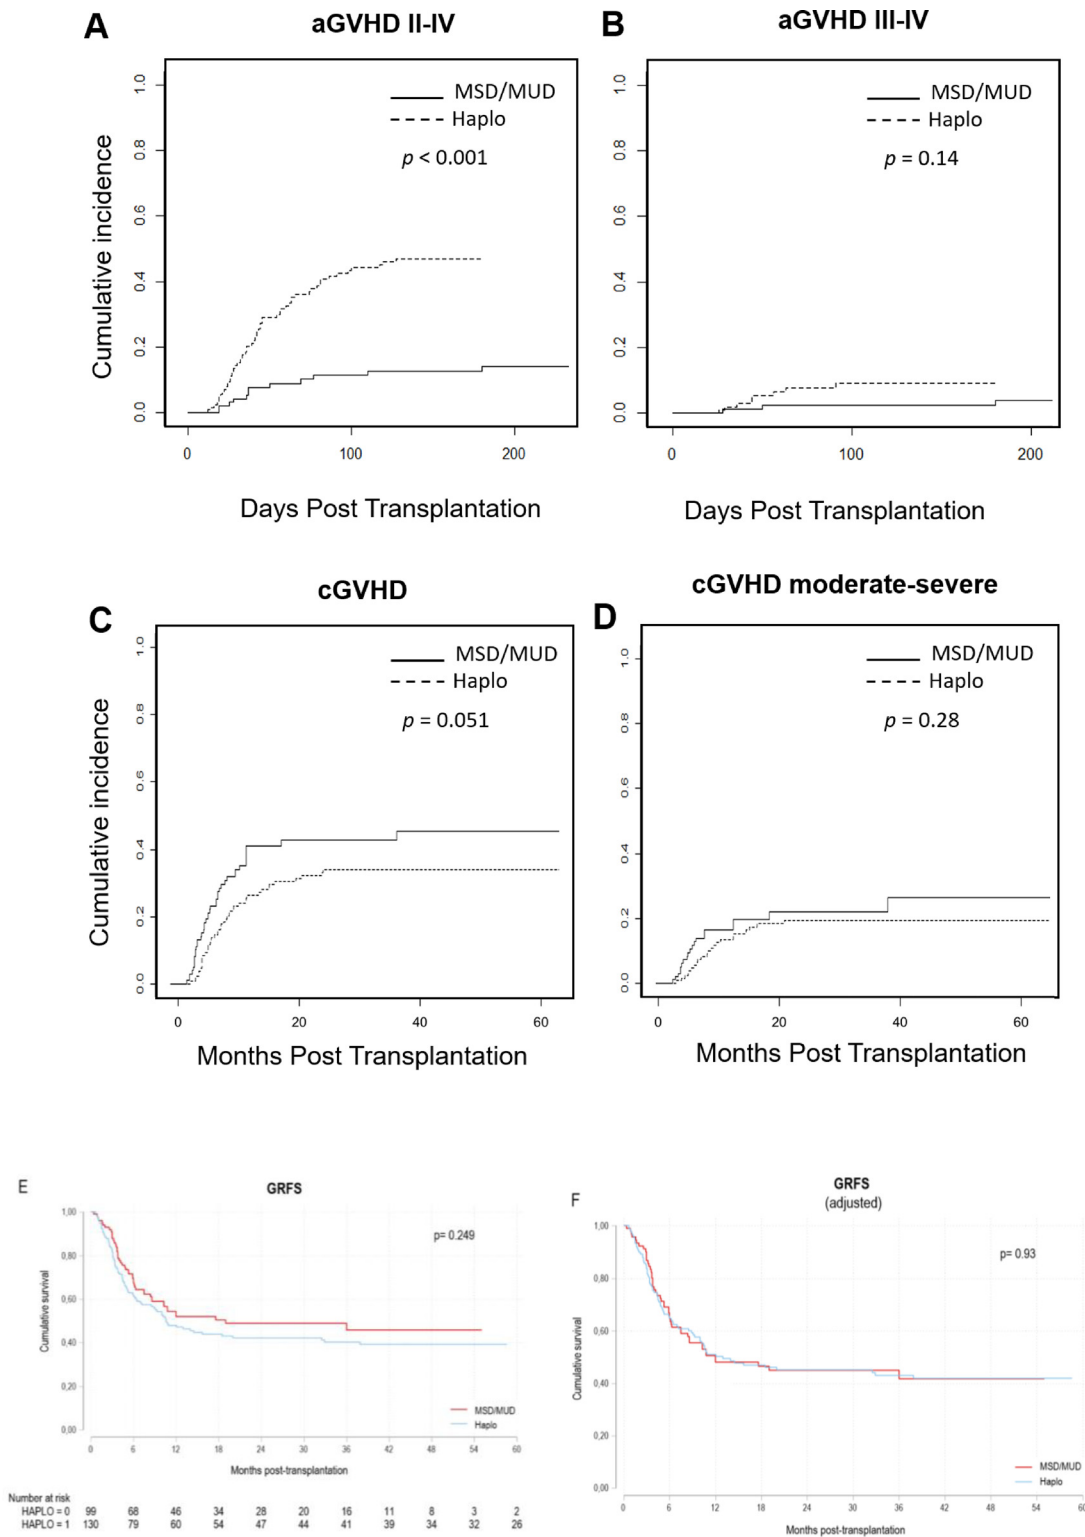 A
aGVHD II-IV
MSD/MUD
Haplo
p < 0.001
Cumulative incidence
1.0
0.8
0.6
0.4
0.2
0.0
0 100 200
Days Post Transplantation
B
aGVHD III-IV
MSD/MUD
Haplo
p = 0.14
1.0
0.8
0.6
0.4
0.2
0.0
0 100 200
Days Post Transplantation
C
cGVHD
MSD/MUD
Haplo
p = 0.051
Cumulative incidence
1.0
0.8
0.6
0.4
0.2
0.0
0 20 40 60
Months Post Transplantation
D
cGVHD moderate-severe
MSD/MUD
Haplo
p = 0.28
1.0
0.8
0.6
0.4
0.2
0.0
0 20 40 60
Months Post Transplantation
E
GRFS
p= 0.249
Cumulative survival
1,00
0,80
0,60
0,40
0,20
0,00
MSD/MUD
Haplo
0 6 12 18 24 30 36 42 48 54 60
Months post-transplantation
Number at risk
HAPLO = 0 99 68 46 34 28 20 16 11 8 3 2
HAPLO = 1 130 79 60 54 47 44 41 39 34 32 26
F
GRFS
(adjusted)
p= 0.93
Cumulative survival
1,00
0,80
0,60
0,40
0,20
0,00
MSD/MUD
Haplo
0 6 12 18 24 30 36 42 48 54 60
Months post-transplantation